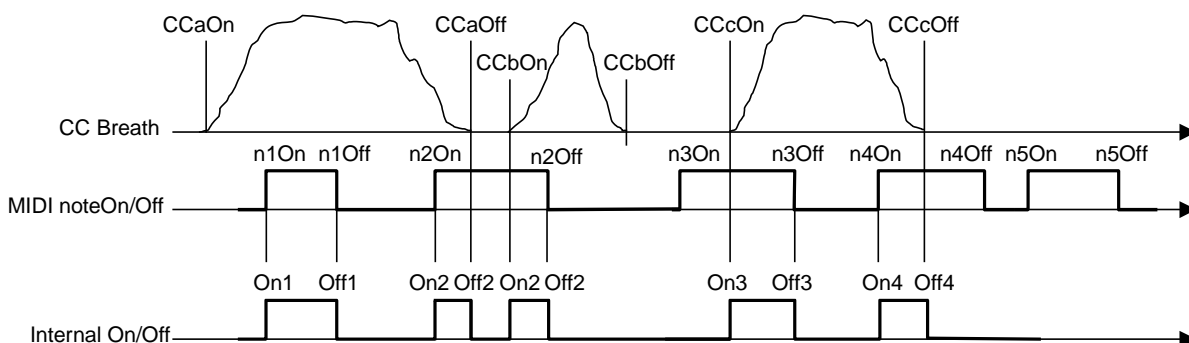 CCaOn CCaOff CCcOn CCcOff
CCbOn CCbOff
CC Breath
n1On n1Off n2On n2Off n3On n3Off n4On n4Off n5On n5Off
MIDI noteOn/Off
On1 Off1 On2 Off2 On2 Off2 On3 Off3 On4 Off4
Internal On/Off